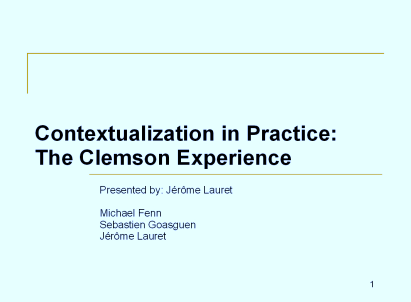 Contextualization in Practice:
The Clemson Experience
Presented by: Jérôme Lauret
Michael Fenn
Sebastien Goasguen
Jérôme Lauret
1